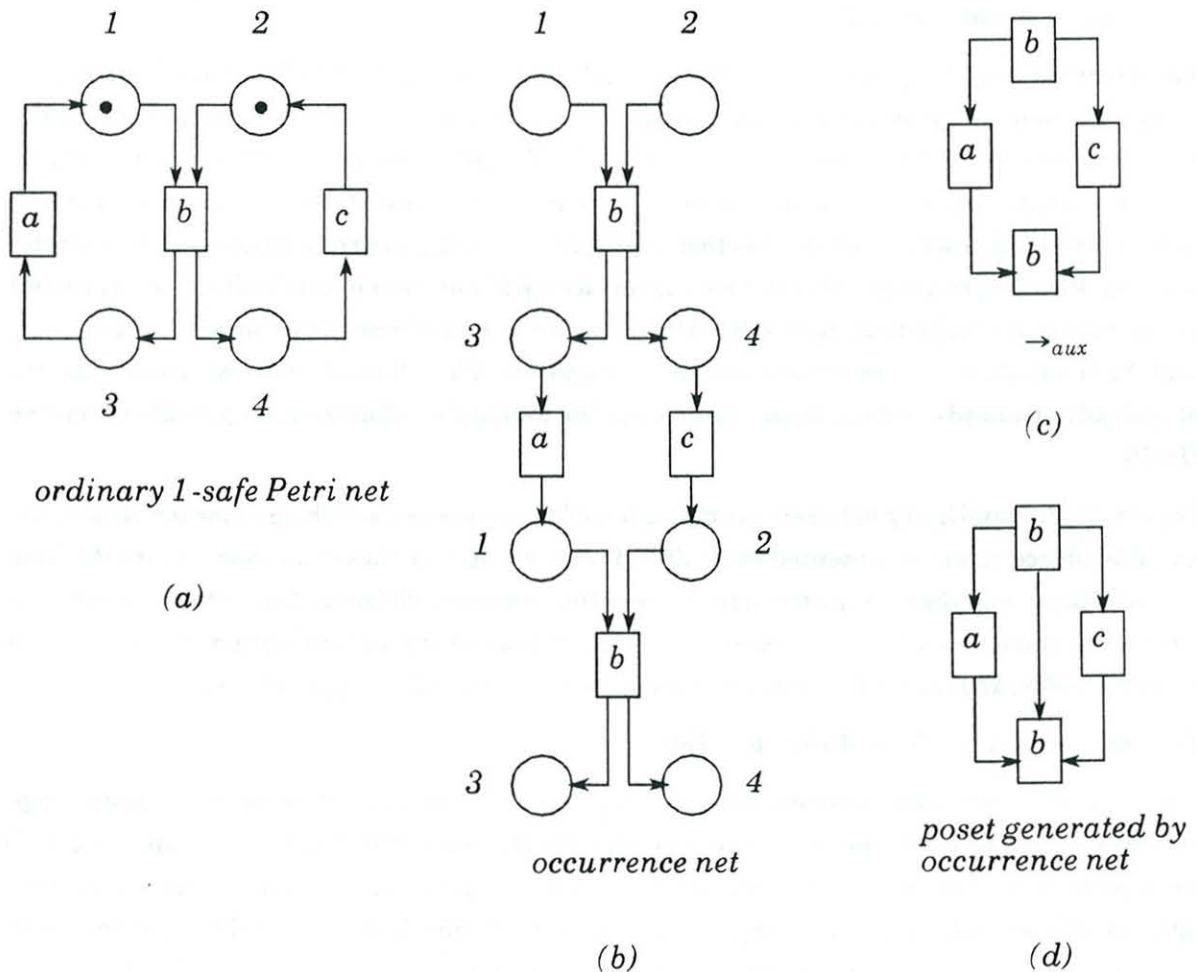 1 2
a b c
3 4
ordinary 1-safe Petri net
(a)
1 2
b
3 4
a c
1 2
b
3 4
occurrence net
(b)
b
a c
b
→aux
(c)
b
a c
b
poset generated by
occurrence net
(d)